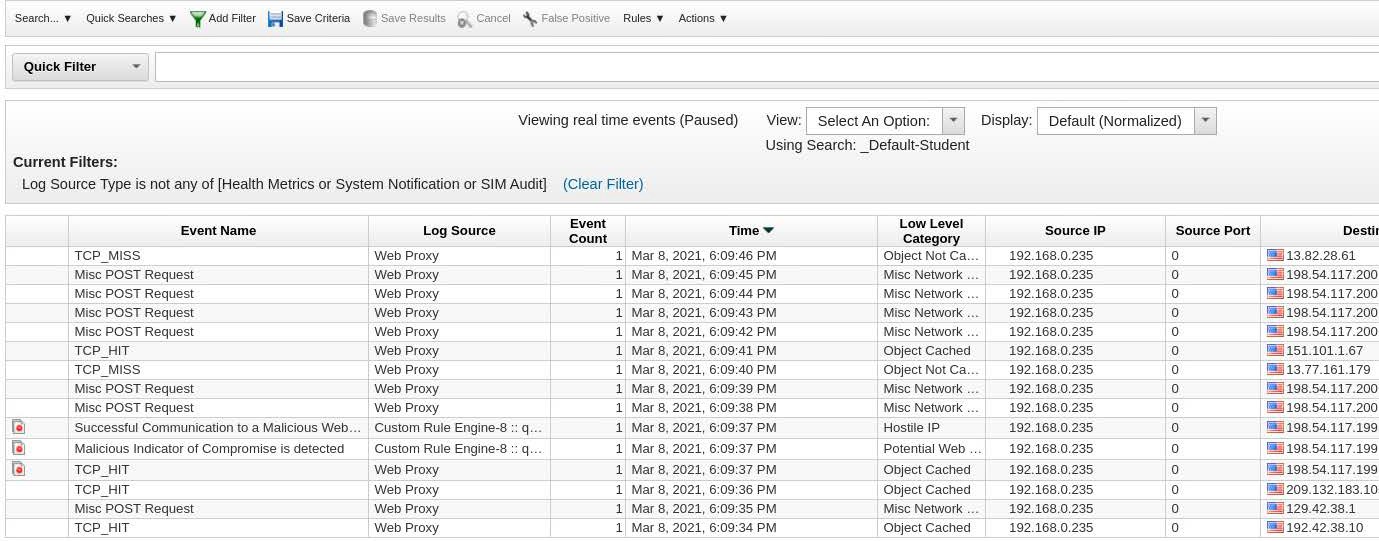 Search... ▼ Quick Searches ▼ Add Filter Save Criteria Save Results Cancel False Positive Rules ▼ Actions ▼
Quick Filter
Viewing real time events (Paused) View: Select An Option: Display: Default (Normalized)
Using Search: _Default-Student
Current Filters:
Log Source Type is not any of [Health Metrics or System Notification or SIM Audit] (Clear Filter)
Event Name Log Source Event Count Time Low Level Category Source IP Source Port Destin
TCP_MISS Web Proxy 1 Mar 8, 2021, 6:09:46 PM Object Not Ca... 192.168.0.235 0 13.82.28.61
Misc POST Request Web Proxy 1 Mar 8, 2021, 6:09:45 PM Misc Network ... 192.168.0.235 0 198.54.117.200
Misc POST Request Web Proxy 1 Mar 8, 2021, 6:09:44 PM Misc Network ... 192.168.0.235 0 198.54.117.200
Misc POST Request Web Proxy 1 Mar 8, 2021, 6:09:43 PM Misc Network ... 192.168.0.235 0 198.54.117.200
Misc POST Request Web Proxy 1 Mar 8, 2021, 6:09:42 PM Misc Network ... 192.168.0.235 0 198.54.117.200
TCP_HIT Web Proxy 1 Mar 8, 2021, 6:09:41 PM Object Cached 192.168.0.235 0 151.101.1.67
TCP_MISS Web Proxy 1 Mar 8, 2021, 6:09:40 PM Object Not Ca... 192.168.0.235 0 13.77.161.179
Misc POST Request Web Proxy 1 Mar 8, 2021, 6:09:39 PM Misc Network ... 192.168.0.235 0 198.54.117.200
Misc POST Request Web Proxy 1 Mar 8, 2021, 6:09:38 PM Misc Network ... 192.168.0.235 0 198.54.117.200
Successful Communication to a Malicious Web... Custom Rule Engine-8 :: q... 1 Mar 8, 2021, 6:09:37 PM Hostile IP 192.168.0.235 0 198.54.117.199
Malicious Indicator of Compromise is detected Custom Rule Engine-8 :: q... 1 Mar 8, 2021, 6:09:37 PM Potential Web ... 192.168.0.235 0 198.54.117.199
TCP_HIT Web Proxy 1 Mar 8, 2021, 6:09:37 PM Object Cached 192.168.0.235 0 198.54.117.199
TCP_HIT Web Proxy 1 Mar 8, 2021, 6:09:36 PM Object Cached 192.168.0.235 0 209.132.183.10
Misc POST Request Web Proxy 1 Mar 8, 2021, 6:09:35 PM Misc Network ... 192.168.0.235 0 129.42.38.1
TCP_HIT Web Proxy 1 Mar 8, 2021, 6:09:34 PM Object Cached 192.168.0.235 0 192.42.38.10